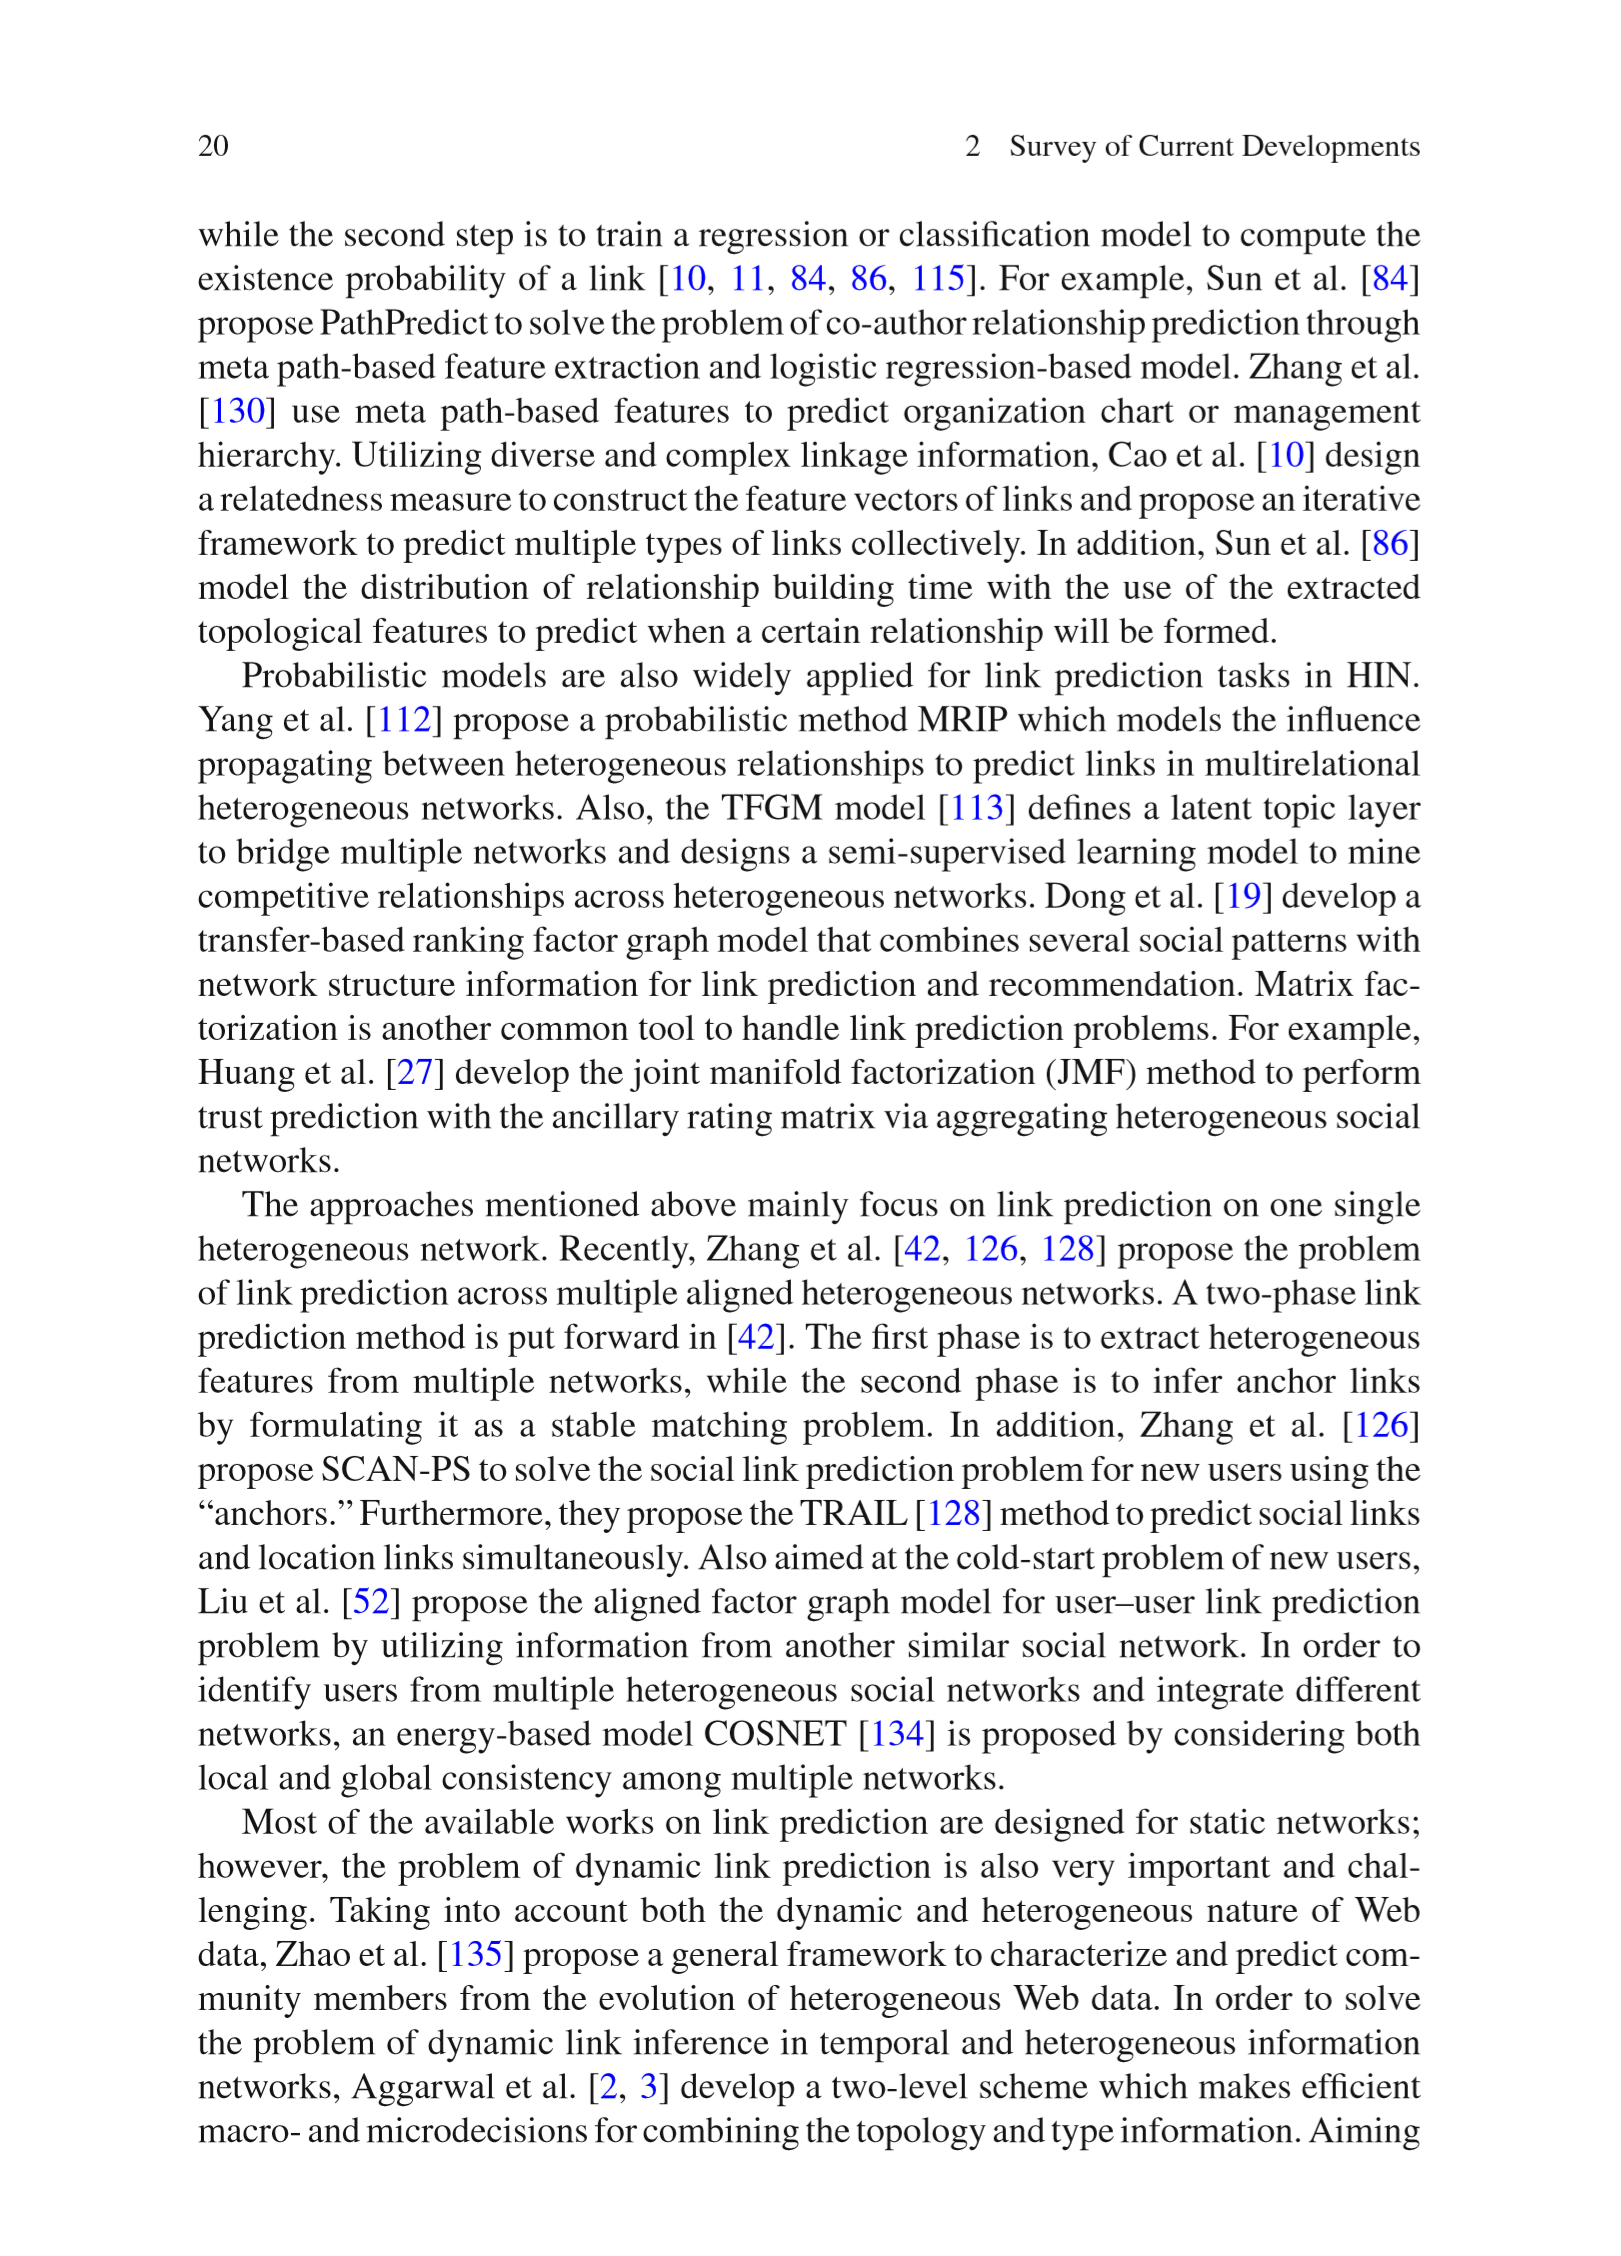 20
2 Survey of Current Developments
while the second step is to train a regression or classification model to compute the
existence probability of a link [10, 11, 84, 86, 115]. For example, Sun et al. [84]
propose PathPredict to solve the problem of co-author relationship prediction through
meta path-based feature extraction and logistic regression-based model. Zhang et al.
[130] use meta path-based features to predict organization chart or management
hierarchy. Utilizing diverse and complex linkage information, Cao et al. [10] design
a relatedness measure to construct the feature vectors of links and propose an iterative
framework to predict multiple types of links collectively. In addition, Sun et al. [86]
model the distribution of relationship building time with the use of the extracted
topological features to predict when a certain relationship will be formed.
Probabilistic models are also widely applied for link prediction tasks in HIN.
Yang et al. [112] propose a probabilistic method MRIP which models the influence
propagating between heterogeneous relationships to predict links in multirelational
heterogeneous networks. Also, the TFGM model [113] defines a latent topic layer
to bridge multiple networks and designs a semi-supervised learning model to mine
competitive relationships across heterogeneous networks. Dong et al. [19] develop a
transfer-based ranking factor graph model that combines several social patterns with
network structure information for link prediction and recommendation. Matrix fac-
torization is another common tool to handle link prediction problems. For example,
Huang et al. [27] develop the joint manifold factorization (JMF) method to perform
trust prediction with the ancillary rating matrix via aggregating heterogeneous social
networks.
The approaches mentioned above mainly focus on link prediction on one single
heterogeneous network. Recently, Zhang et al. [42, 126, 128] propose the problem
of link prediction across multiple aligned heterogeneous networks. A two-phase link
prediction method is put forward in [42]. The first phase is to extract heterogeneous
features from multiple networks, while the second phase is to infer anchor links
by formulating it as a stable matching problem. In addition, Zhang et al. [126]
propose SCAN-PS to solve the social link prediction problem for new users using the
“anchors.” Furthermore, they propose the TRAIL [128] method to predict social links
and location links simultaneously. Also aimed at the cold-start problem of new users,
Liu et al. [52] propose the aligned factor graph model for user–user link prediction
problem by utilizing information from another similar social network. In order to
identify users from multiple heterogeneous social networks and integrate different
networks, an energy-based model COSNET [134] is proposed by considering both
local and global consistency among multiple networks.
Most of the available works on link prediction are designed for static networks;
however, the problem of dynamic link prediction is also very important and chal-
lenging. Taking into account both the dynamic and heterogeneous nature of Web
data, Zhao et al. [135] propose a general framework to characterize and predict com-
munity members from the evolution of heterogeneous Web data. In order to solve
the problem of dynamic link inference in temporal and heterogeneous information
networks, Aggarwal et al. [2, 3] develop a two-level scheme which makes efficient
macro- and microdecisions for combining the topology and type information. Aiming